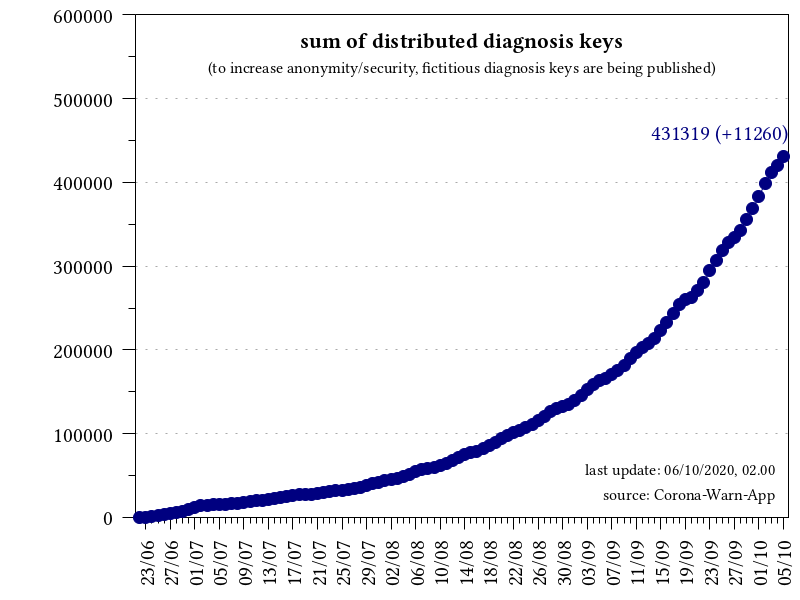 sum of distributed diagnosis keys
(to increase anonymity/security, fictitious diagnosis keys are being published)
600000
500000
431319 (+11260)
400000
300000
200000
100000
last update: 06/10/2020, 02.00
source: Corona-Warn-App
0
23/06 27/06 01/07 05/07 09/07 13/07 17/07 21/07 25/07 29/07 02/08 06/08 10/08 14/08 18/08 22/08 26/08 30/08 03/09 07/09 11/09 15/09 19/09 23/09 27/09 01/10 05/10